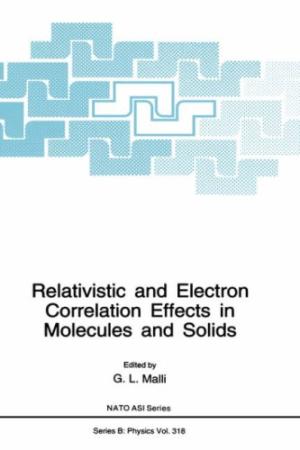 Relativistic and Electron
Correlation Effects in
Molecules and Solids
Edited by
G. L. Malli
NATO ASI Series
Series B: Physics Vol. 318